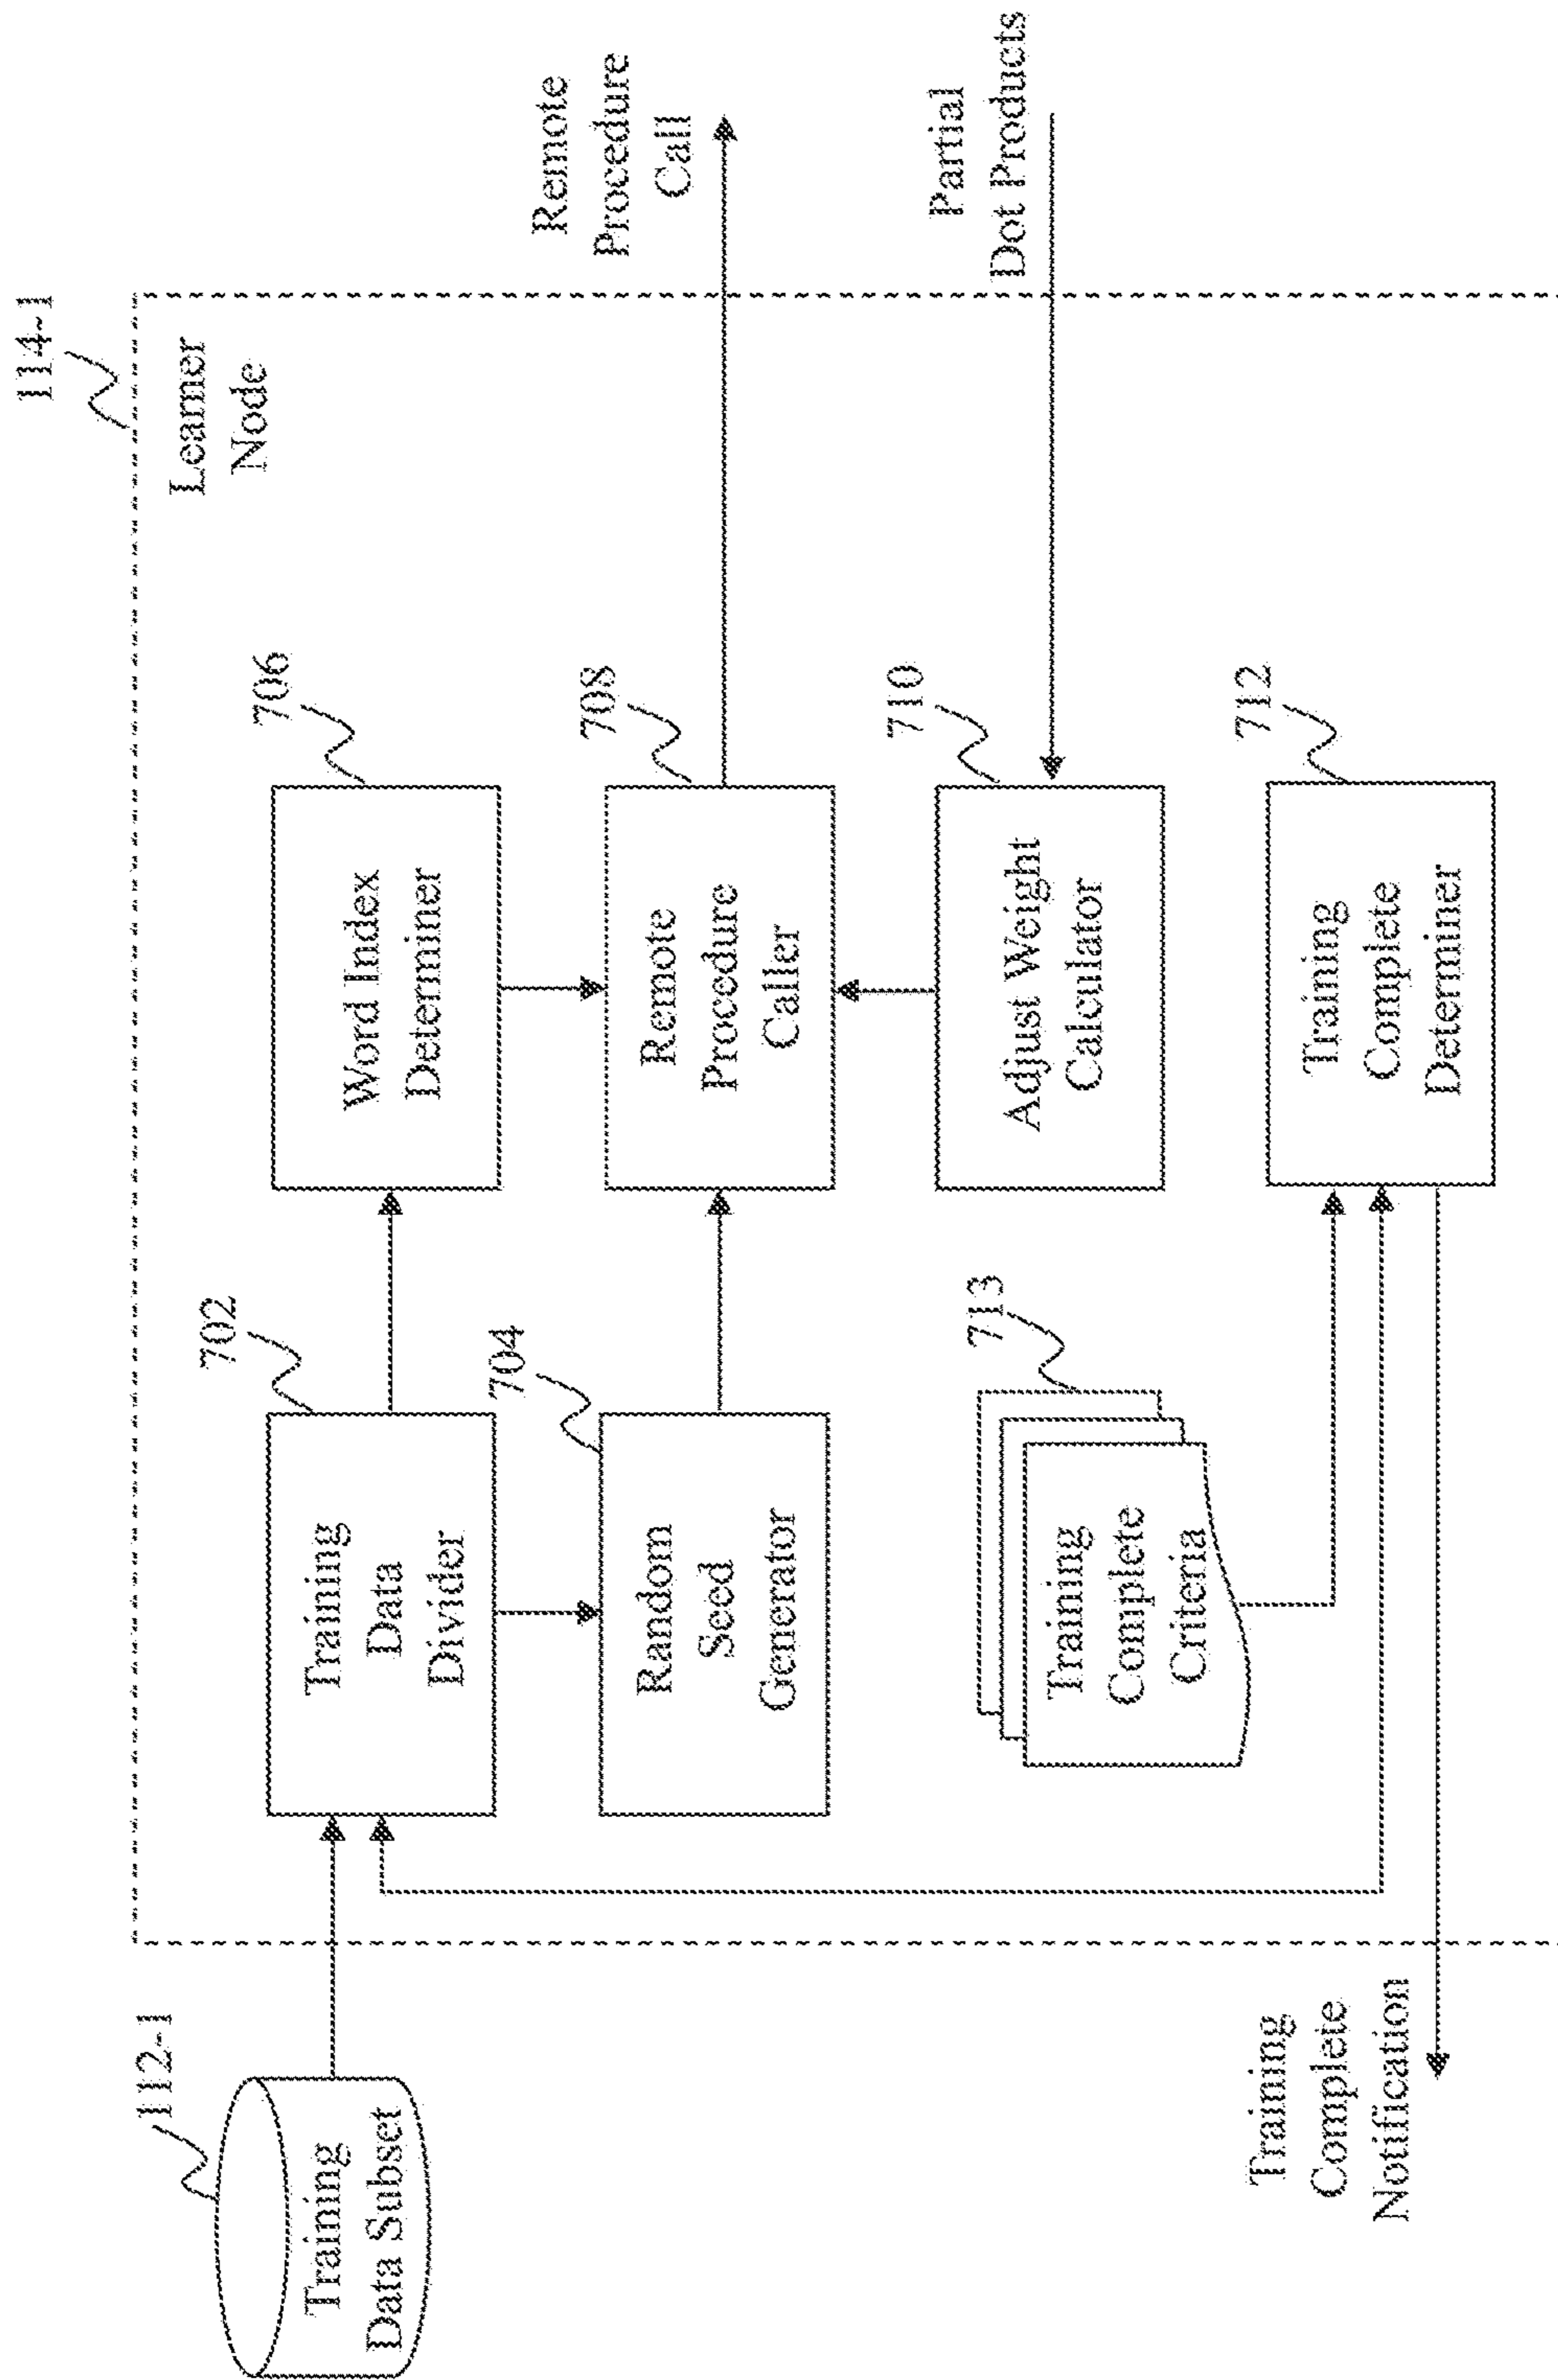 114-1
Learner
Node
112-1
Training
Data Subset
702
Training
Data
Divider
706
Word Index
Determiner
704
Random
Seed
Generator
708
Remote
Procedure
Caller
Remote
Procedure
Call
713
Training
Complete
Criteria
710
Adjust Weight
Calculator
Partial
Dot Products
712
Training
Complete
Determiner
Training
Complete
Notification